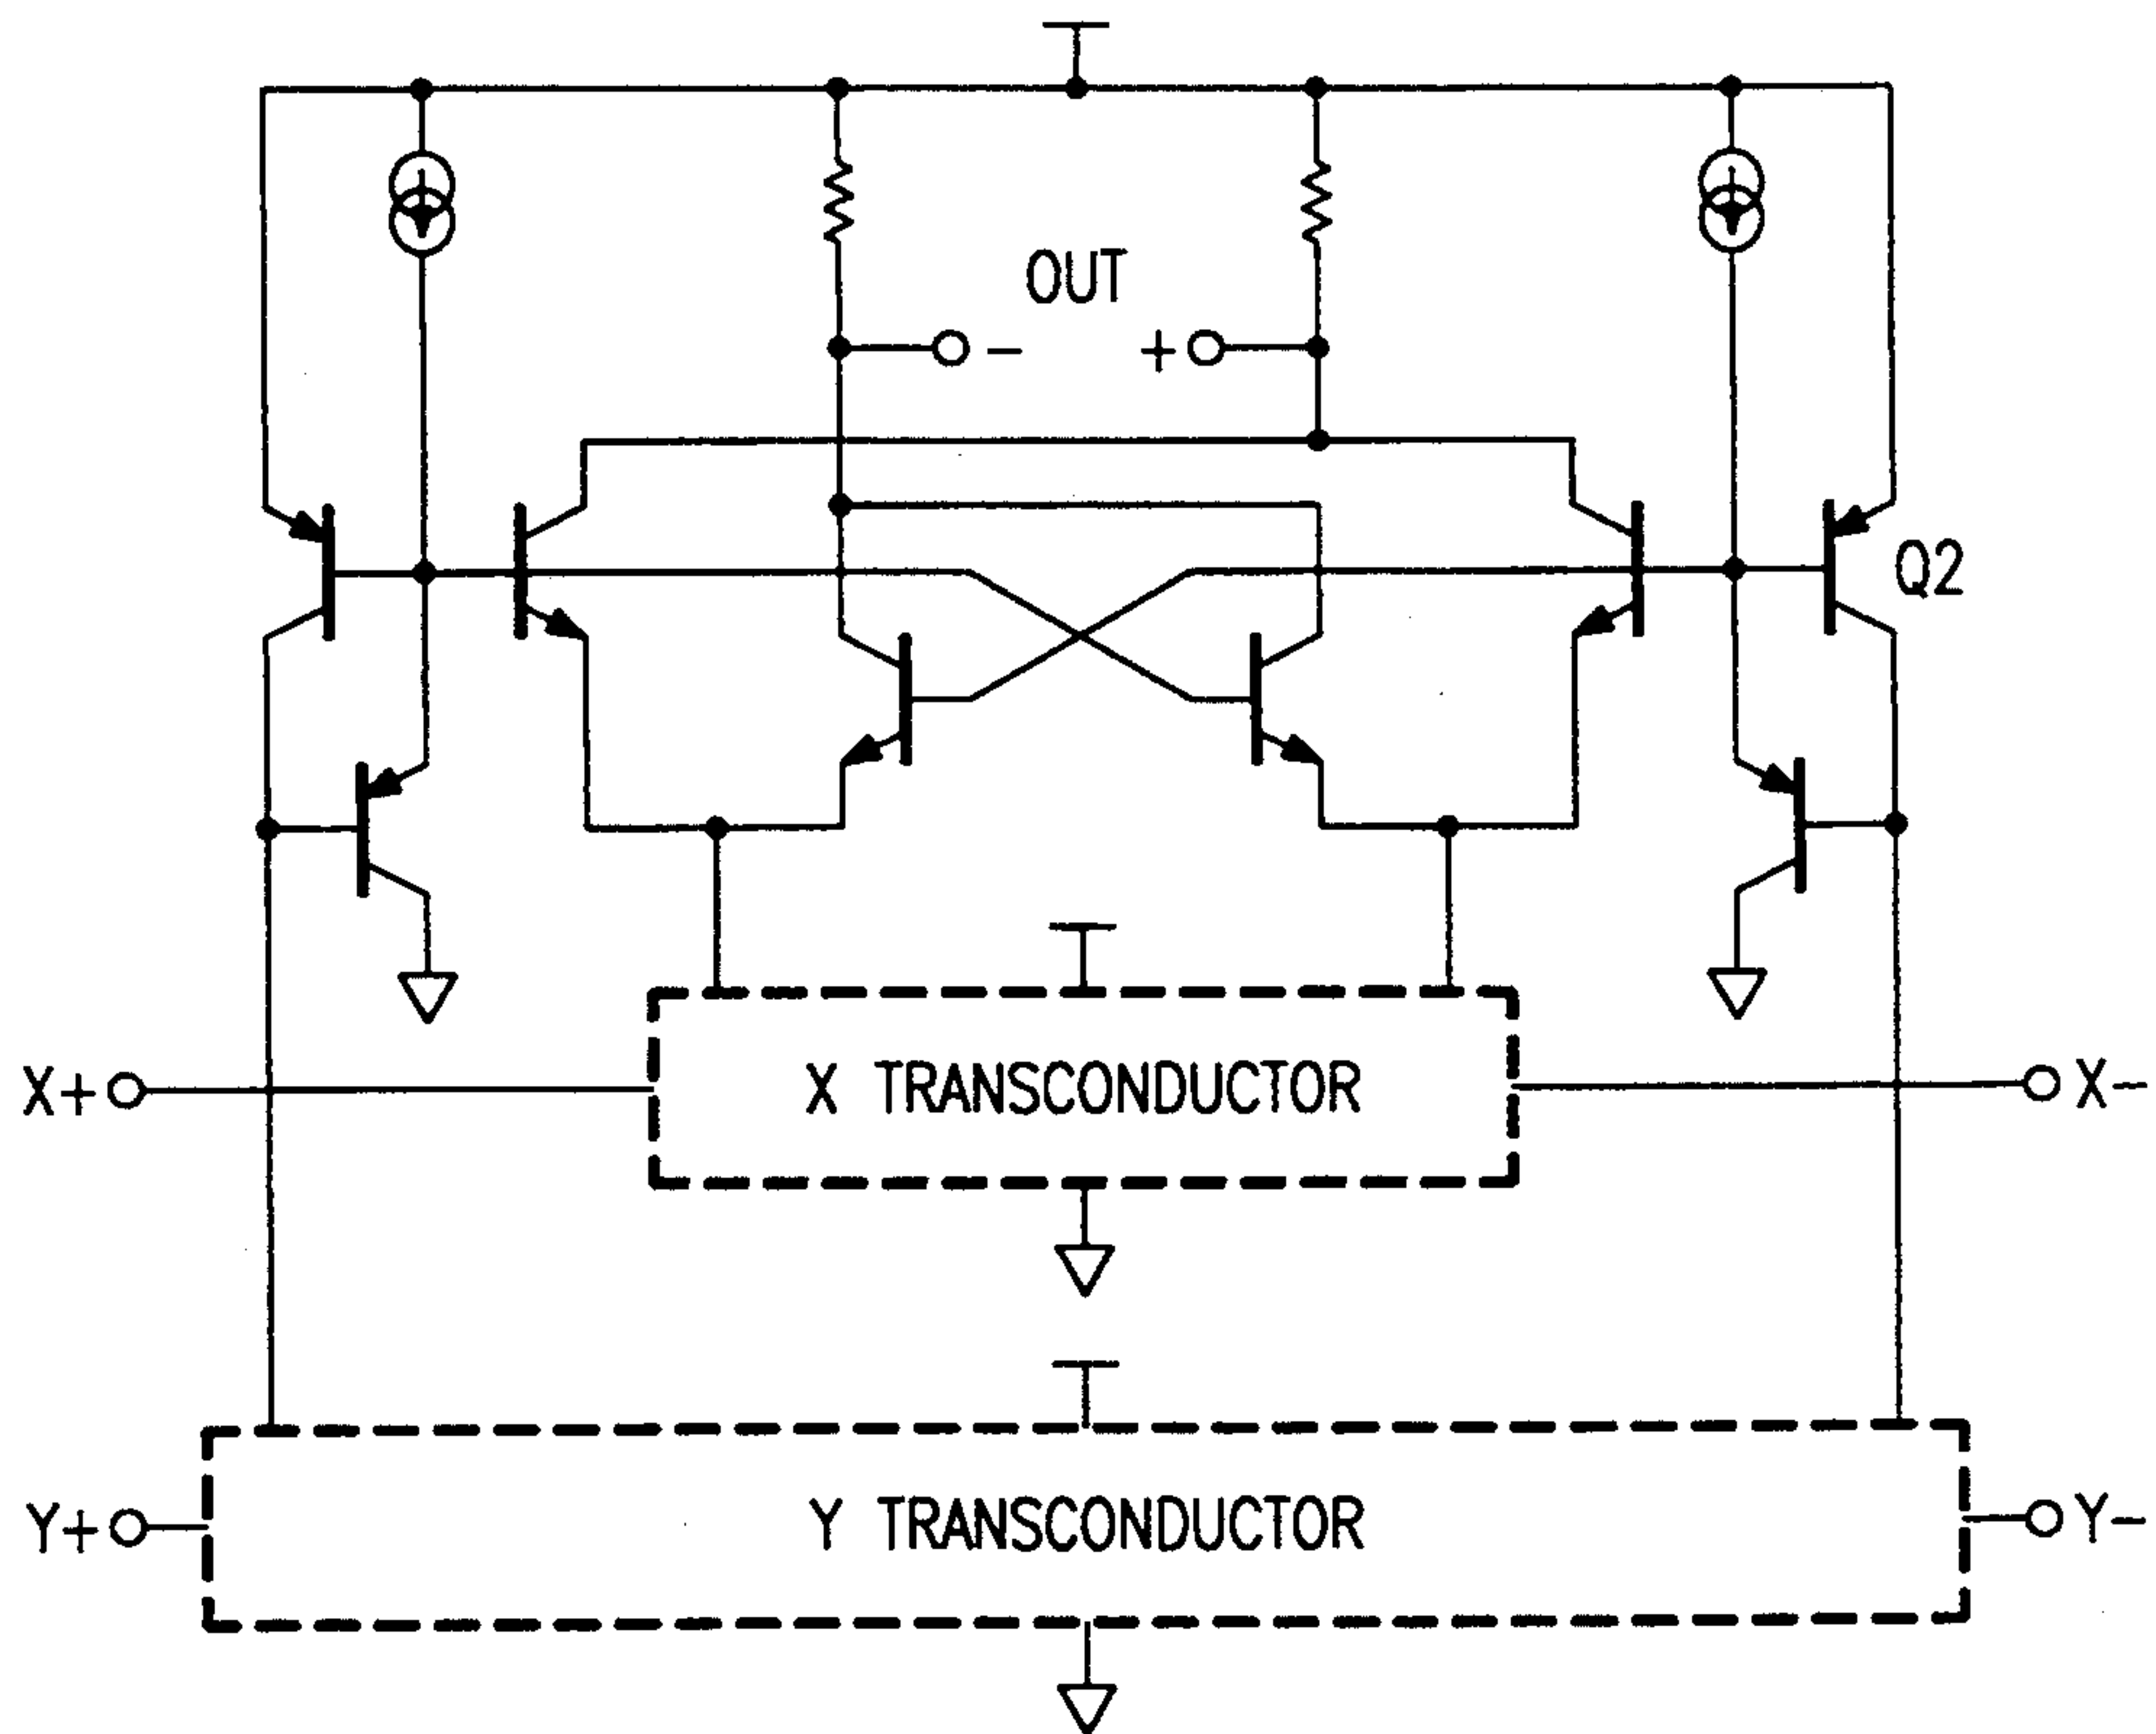 OUT
- +
Q2
X+ X TRANSCONDUCTOR X-
Y+ Y TRANSCONDUCTOR Y-